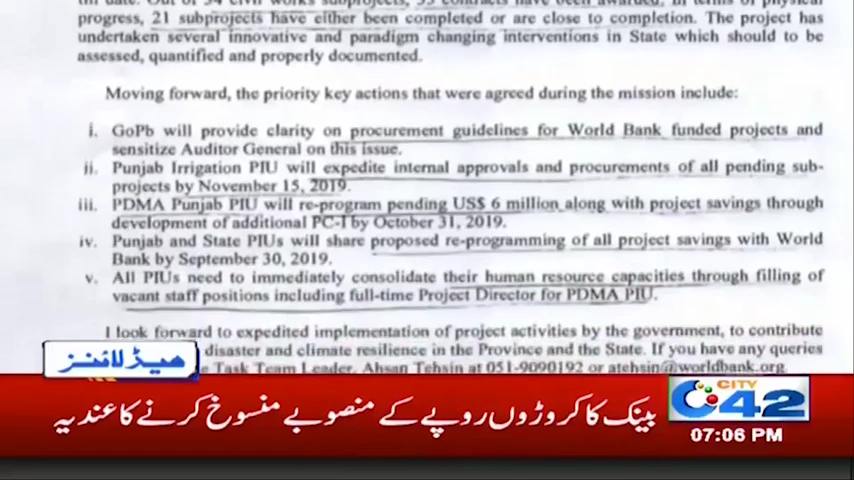 progress, 21 subprojects have either been completed or are close to completion. The project has
undertaken several innovative and paradigm changing interventions in State which should to be
assessed, quantified and properly documented.
Moving forward, the priority key actions that were agreed during the mission include:
i. GoPb will provide clarity on procurement guidelines for World Bank funded projects and
sensitize Auditor General on this issue.
ii. Punjab Irrigation PIU will expedite internal approvals and procurements of all pending sub-
projects by November 15, 2019.
iii. PDMA Punjab PIU will re-program pending US$ 6 million along with project savings through
development of additional PC-I by October 31, 2019.
iv. Punjab and State PIUs will share proposed re-programming of all project savings with World
Bank by September 30, 2019.
v. All PIUs need to immediately consolidate their human resource capacities through filling of
vacant staff positions including full-time Project Director for PDMA PIU.
I look forward to expedited implementation of project activities by the government, to contribute
disaster and climate resilience in the Province and the State. If you have any queries
Task Team Leader, Ahsan Tehsin at 051-9090192 or atehsin@worldbank.org
ہیڈلائنز
بینک کا کروڑوں روپے کے منصوبے منسوخ کرنے کا عندیہ
CITY
42
07:06 PM